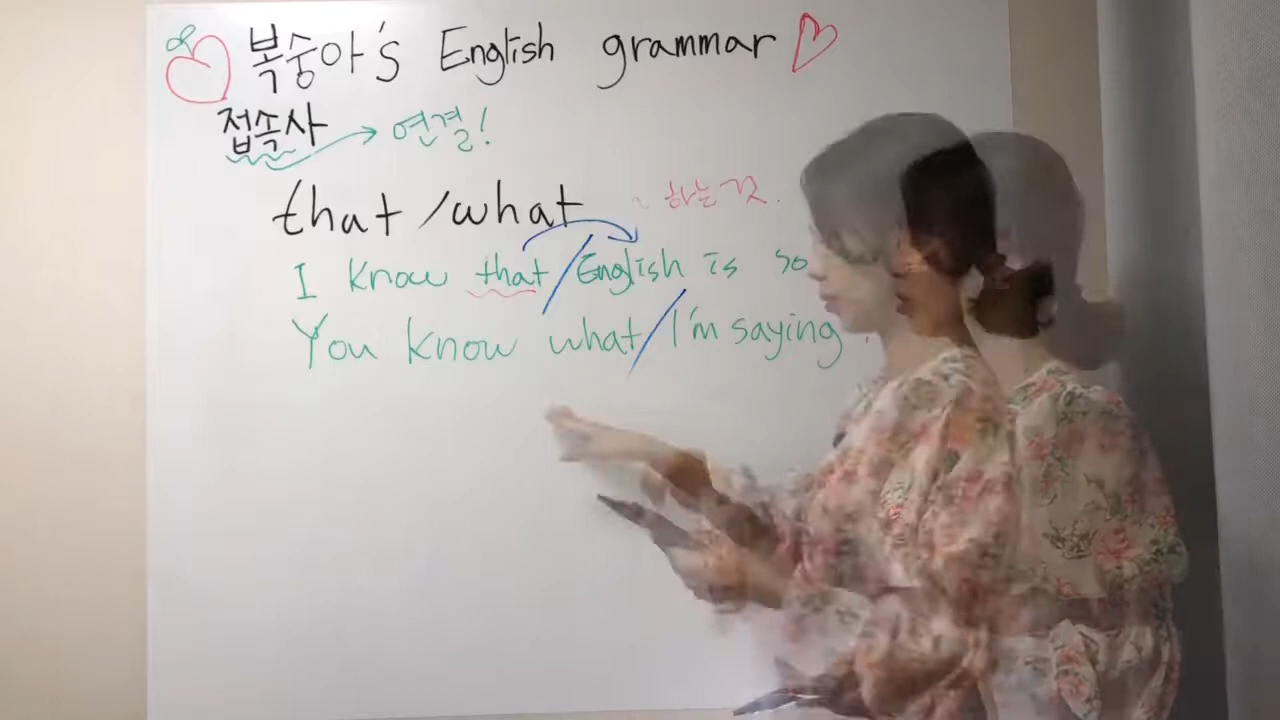 복숭아's English grammar
접속사 → 연결!
that / what ~ 하는 것.
I know that / English is so
You know what / I'm saying